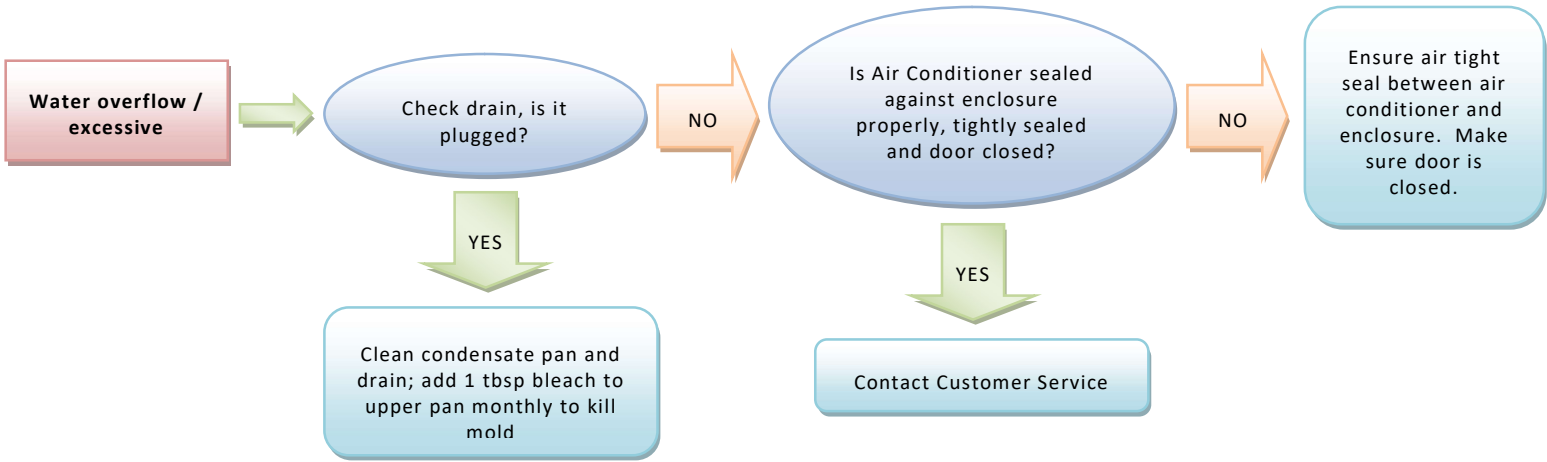 Water overflow /
excessive
Check drain, is it
plugged?
NO
Is Air Conditioner sealed
against enclosure
properly, tightly sealed
and door closed?
NO
Ensure air tight
seal between air
conditioner and
enclosure. Make
sure door is
closed.
YES
YES
Clean condensate pan and
drain; add 1 tbsp bleach to
upper pan monthly to kill
mold
Contact Customer Service